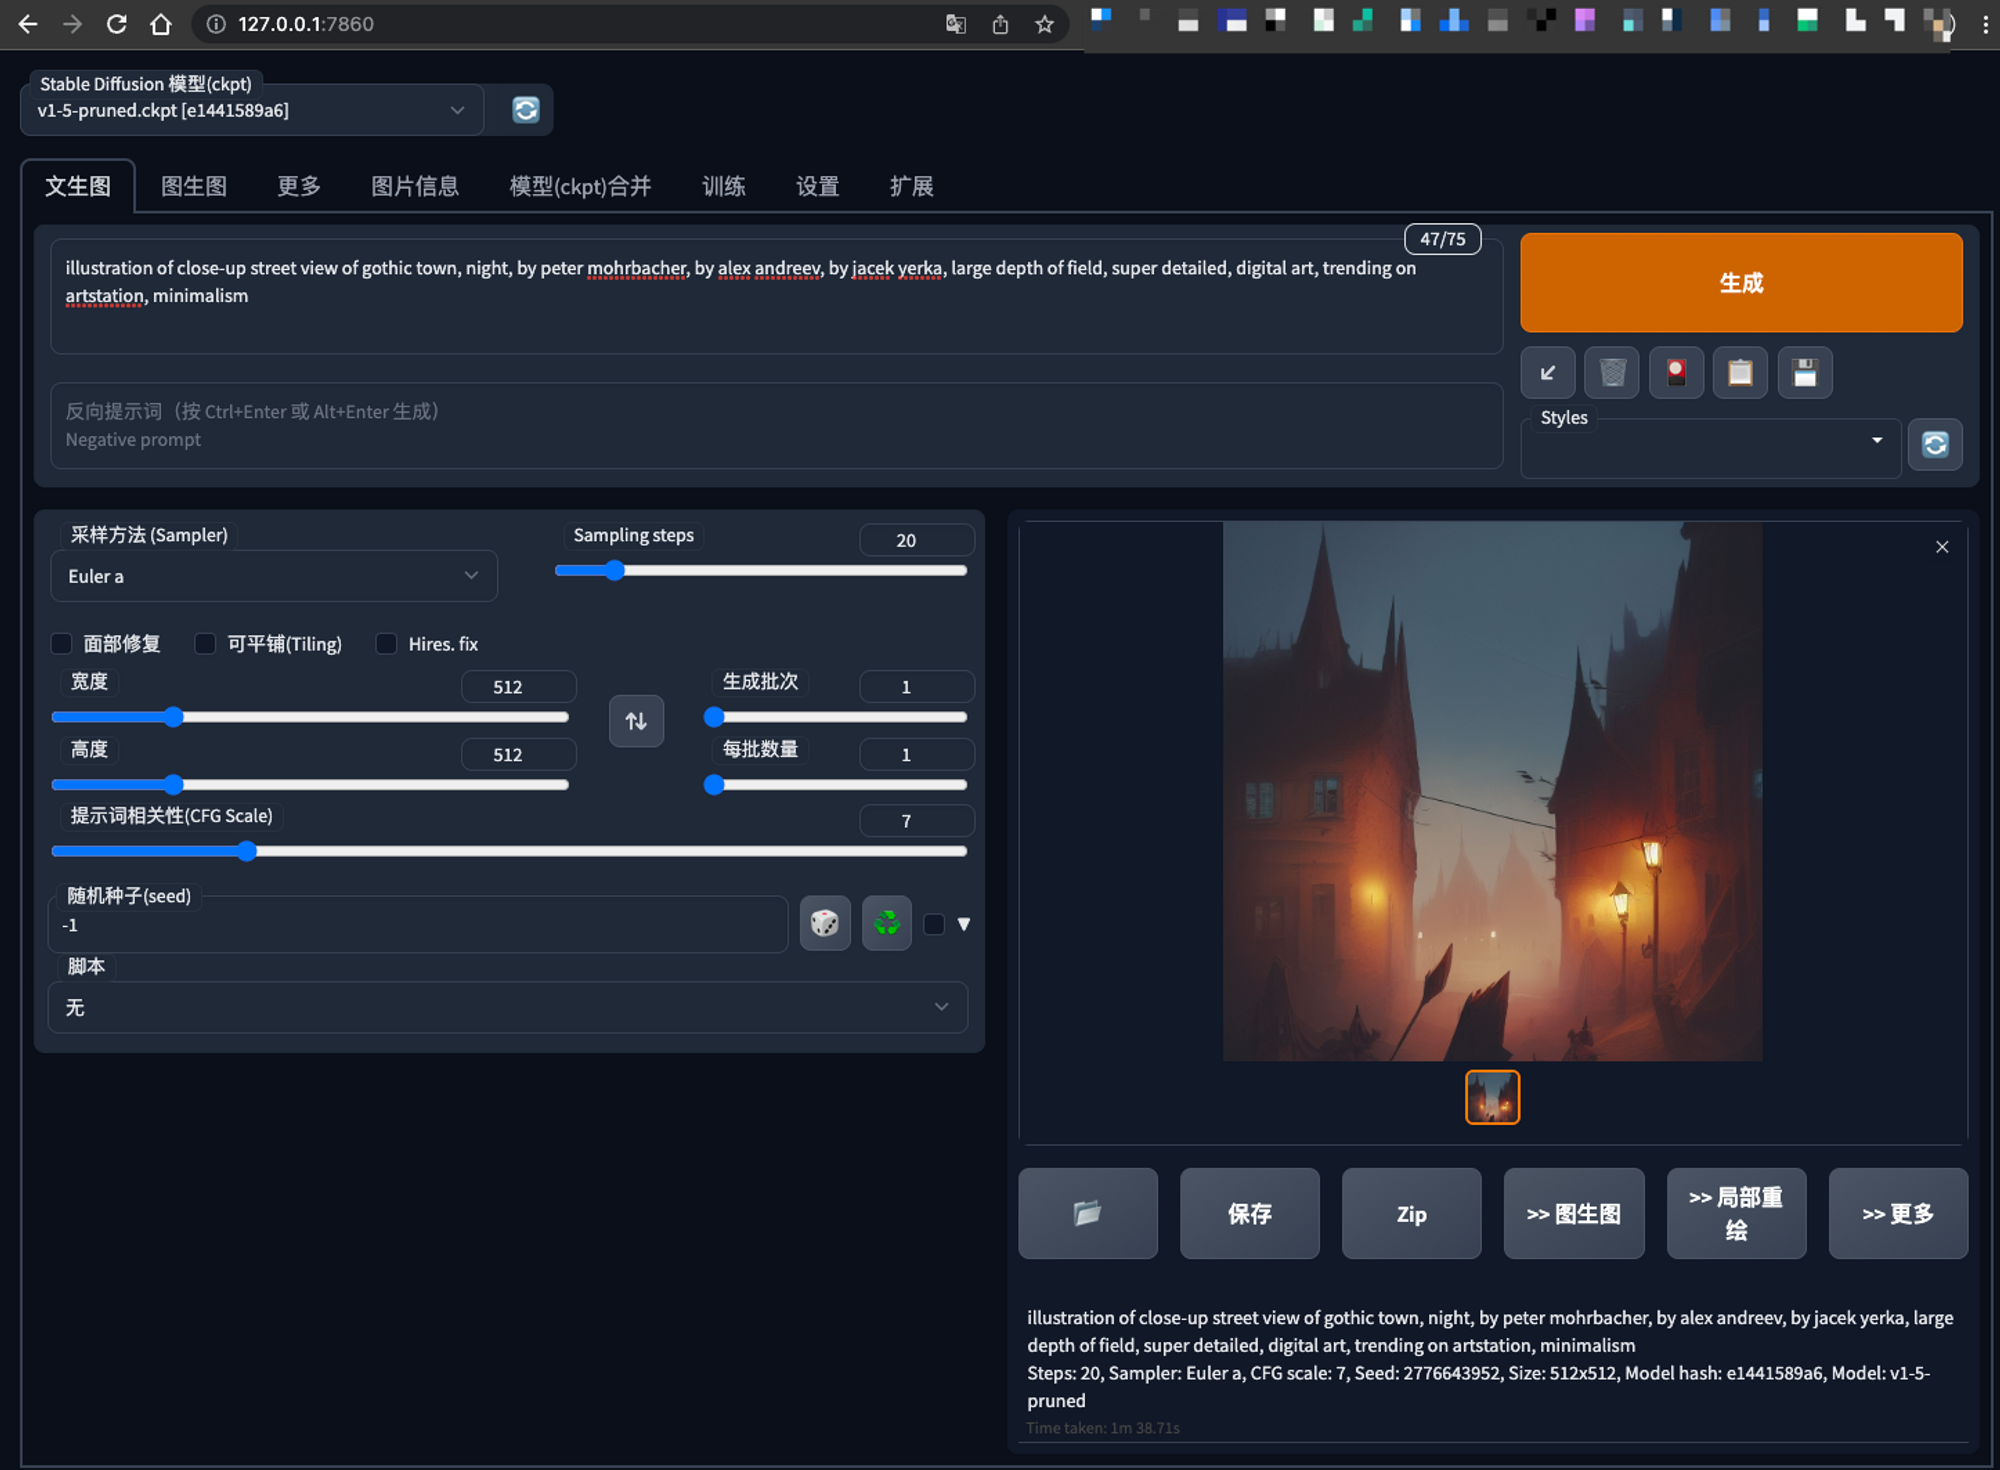 127.0.0.1:7860
Stable Diffusion 模型(ckpt)
v1-5-pruned.ckpt [e1441589a6]
文生图 图生图 更多 图片信息 模型(ckpt)合并 训练 设置 扩展
47/75
illustration of close-up street view of gothic town, night, by peter mohrbacher, by alex andreev, by jacek yerka, large depth of field, super detailed, digital art, trending on
artstation, minimalism
生成
反向提示词（按 Ctrl+Enter 或 Alt+Enter 生成）
Negative prompt
Styles
采样方法 (Sampler)
Euler a
Sampling steps
20
面部修复 可平铺(Tiling) Hires. fix
宽度
512
生成批次
1
高度
512
每批数量
1
提示词相关性(CFG Scale)
7
随机种子(seed)
-1
脚本
无
保存
Zip
>> 图生图
>> 局部重
绘
>> 更多
illustration of close-up street view of gothic town, night, by peter mohrbacher, by alex andreev, by jacek yerka, large
depth of field, super detailed, digital art, trending on artstation, minimalism
Steps: 20, Sampler: Euler a, CFG scale: 7, Seed: 2776643952, Size: 512x512, Model hash: e1441589a6, Model: v1-5-
pruned
Time taken: 1m 38.71s